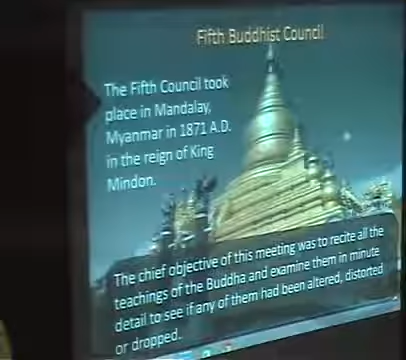 Fifth Buddhist Council
The Fifth Council took
place in Mandalay,
Myanmar in 1871 A.D.
in the reign of King
Mindon.
The chief objective of this meeting was to recite all the
teachings of the Buddha and examine them in minute
detail to see if any of them had been altered, distorted
or dropped.